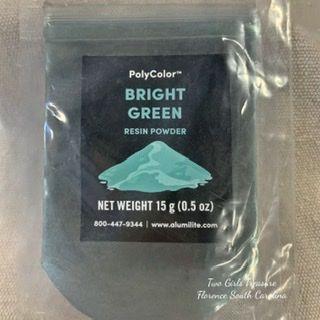 PolyColor™
BRIGHT
GREEN
RESIN POWDER
NET WEIGHT 15 g (0.5 oz)
800-447-9344 | www.alumilite.com
Two Girls Treasure
Florence South Carolina